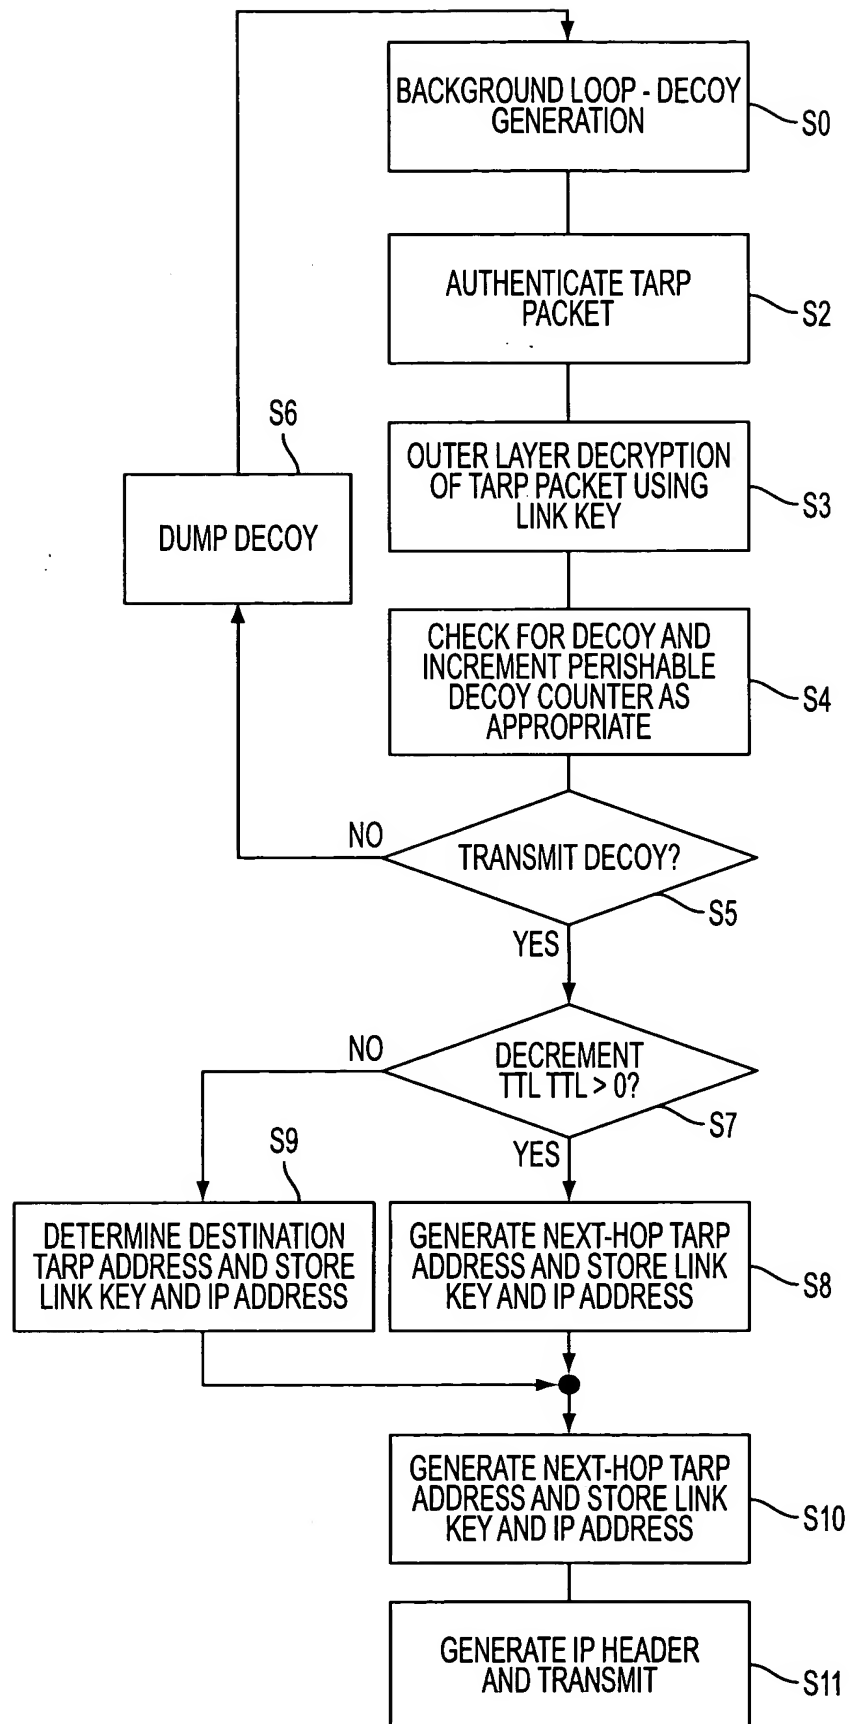 BACKGROUND LOOP - DECOY
GENERATION
S0
AUTHENTICATE TARP
PACKET
S2
OUTER LAYER DECRYPTION
OF TARP PACKET USING
LINK KEY
S3
S6
DUMP DECOY
CHECK FOR DECOY AND
INCREMENT PERISHABLE
DECOY COUNTER AS
APPROPRIATE
S4
NO
TRANSMIT DECOY?
S5
YES
NO
DECREMENT
TTL TTL > 0?
S7
YES
S9
DETERMINE DESTINATION
TARP ADDRESS AND STORE
LINK KEY AND IP ADDRESS
GENERATE NEXT-HOP TARP
ADDRESS AND STORE LINK
KEY AND IP ADDRESS
S8
GENERATE NEXT-HOP TARP
ADDRESS AND STORE LINK
KEY AND IP ADDRESS
S10
GENERATE IP HEADER
AND TRANSMIT
S11